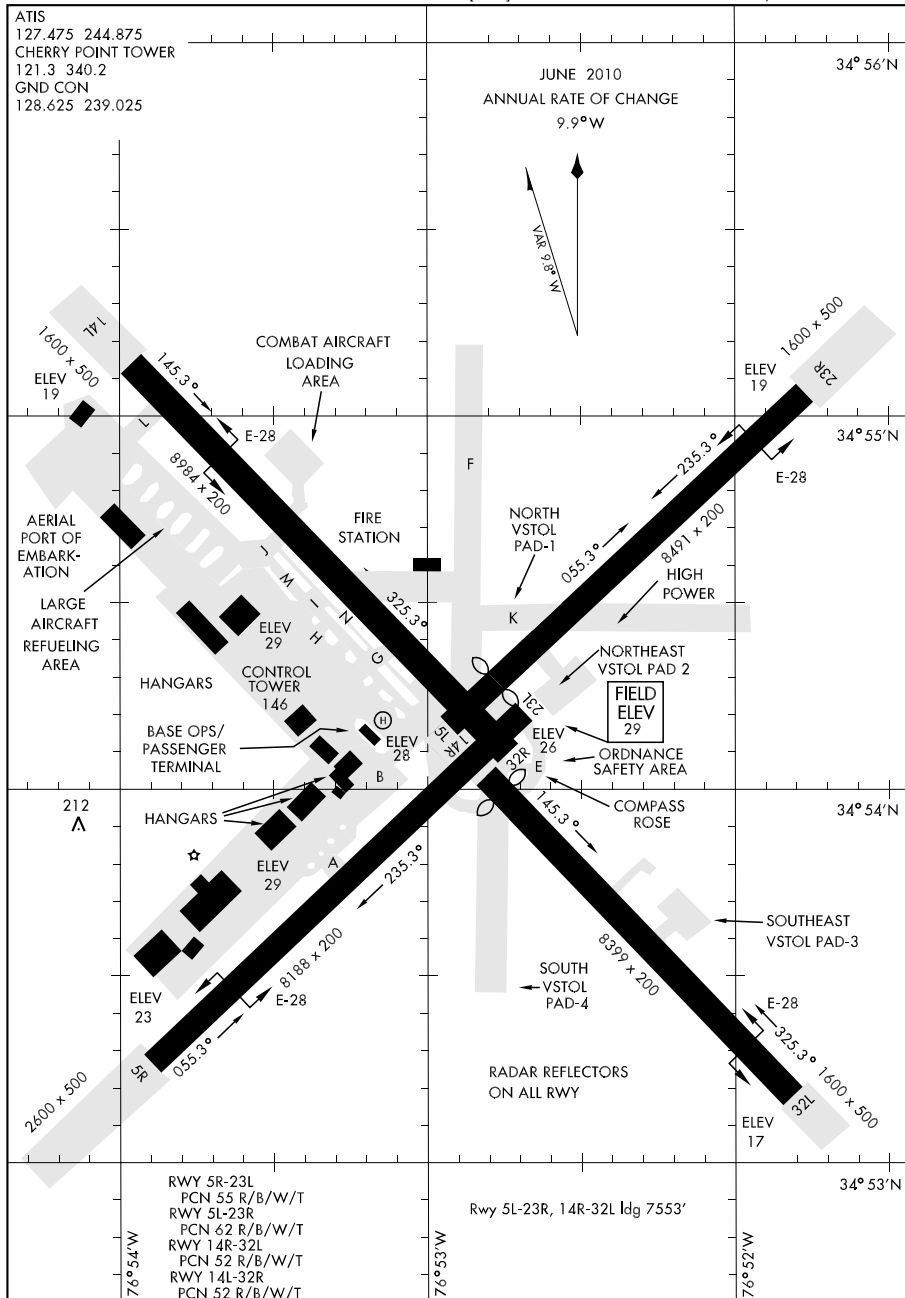 ATIS
127.475 244.875
CHERRY POINT TOWER
121.3 340.2
GND CON
128.625 239.025
JUNE 2010
ANNUAL RATE OF CHANGE
9.9° W
VAR 9.8° W
34° 56'N
14L
1600 x 500
ELEV
19
145.3°
COMBAT AIRCRAFT
LOADING
AREA
E-28
L
8984 x 200
1600 x 500
23R
ELEV
19
34° 55'N
235.3°
E-28
F
8491 x 200
055.3°
NORTH
VSTOL
PAD-1
FIRE
STATION
AERIAL
PORT OF
EMBARK-
ATION
LARGE
AIRCRAFT
REFUELING
AREA
J
M
I
N
H
G
325.3°
K
HIGH
POWER
ELEV
29
HANGARS
CONTROL
TOWER
146
NORTHEAST
VSTOL PAD 2
FIELD
ELEV
29
BASE OPS/
PASSENGER
TERMINAL
H
ELEV
28
5L
14R
23L
32R
ELEV
26
ORDNANCE
SAFETY AREA
E
B
COMPASS
ROSE
34° 54'N
212
HANGARS
ELEV
29
A
235.3°
145.3°
8188 x 200
8399 x 200
SOUTHEAST
VSTOL PAD-3
SOUTH
VSTOL
PAD-4
ELEV
23
E-28
055.3°
5R
2600 x 500
E-28
325.3°
1600 x 500
32L
ELEV
17
RADAR REFLECTORS
ON ALL RWY
34° 53'N
RWY 5R-23L
PCN 55 R/B/W/T
RWY 5L-23R
PCN 62 R/B/W/T
RWY 14R-32L
PCN 52 R/B/W/T
RWY 14L-32R
PCN 52 R/B/W/T
Rwy 5L-23R, 14R-32L ldg 7553'
76° 54'W
76° 53'W
76° 52'W